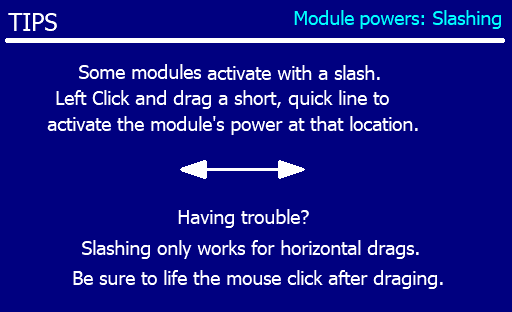 TIPS
Module powers: Slashing
Some modules activate with a slash.
Left Click and drag a short, quick line to
activate the module's power at that location.
Having trouble?
Slashing only works for horizontal drags.
Be sure to life the mouse click after draging.